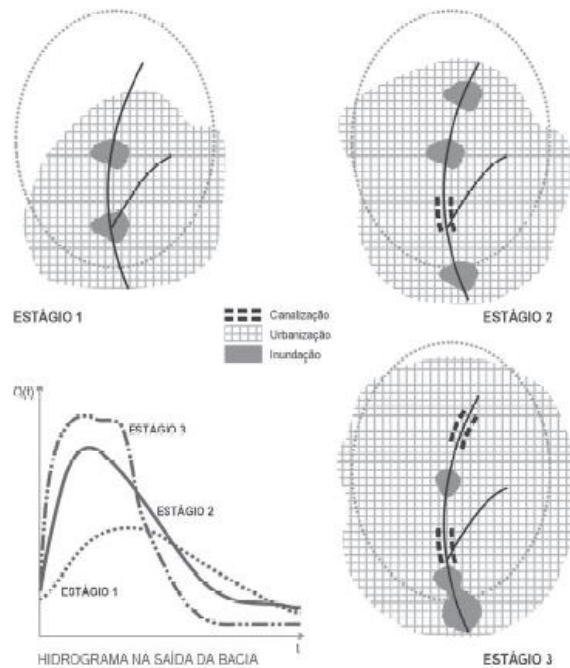 ESTÁGIO 1
Canalização
Urbanização
Inundação
ESTÁGIO 2
Q(t)
ESTÁGIO 3
ESTÁGIO 2
ESTÁGIO 1
t
HIDROGRAMA NA SAÍDA DA BACIA
ESTÁGIO 3